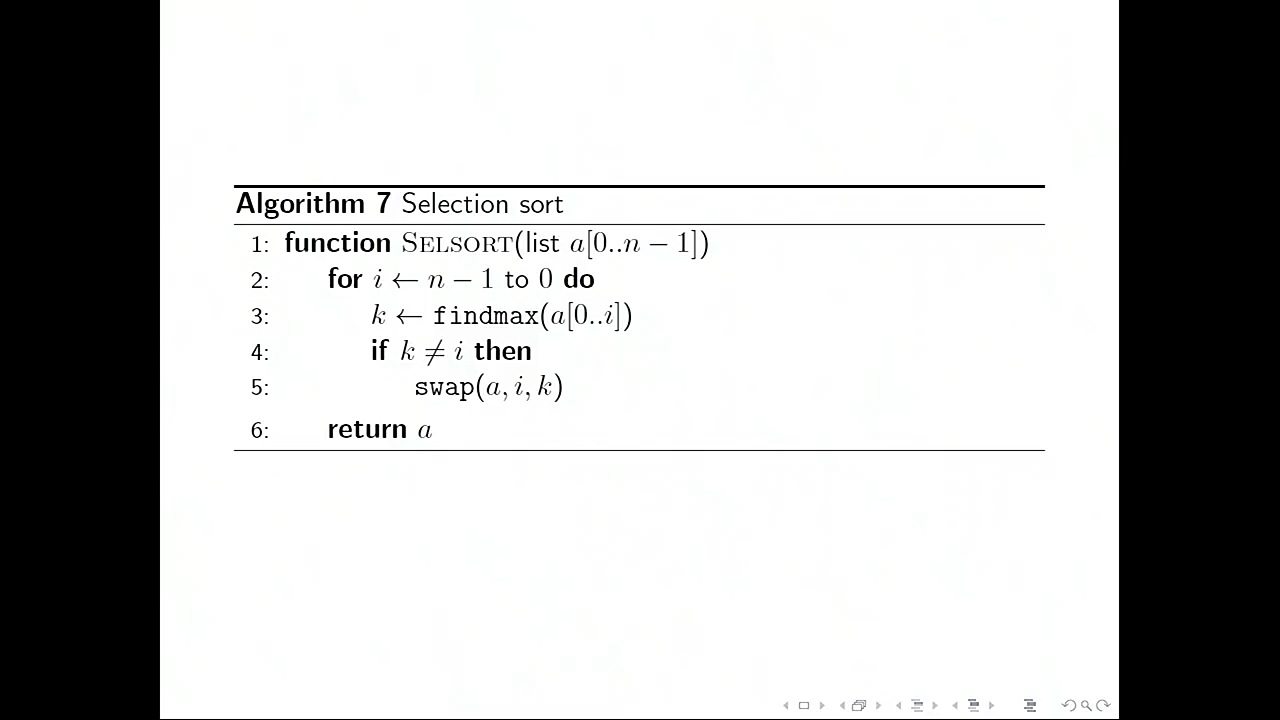 Algorithm 7 Selection sort
1: function SELSORT(list a[0..n − 1])
2: for i ← n − 1 to 0 do
3: k ← findmax(a[0..i])
4: if k ≠ i then
5: swap(a, i, k)
6: return a